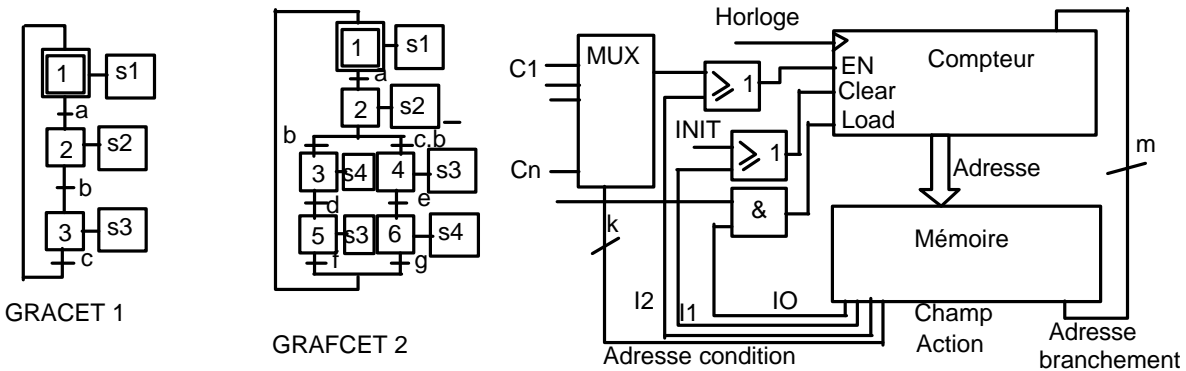 1
s1
a
2
s2
b
3
s3
c
GRACET 1
1
s1
a
2
s2
b
c.b
3
s4
4
s3
d
e
5
s3
6
s4
f
g
GRAFCET 2
Horloge
MUX
C1
Cn
≥ 1
INIT
≥ 1
&
k
EN
Clear
Load
Compteur
Adresse
m
Mémoire
I2
I1
IO
Champ
Action
Adresse condition
Adresse
branchement